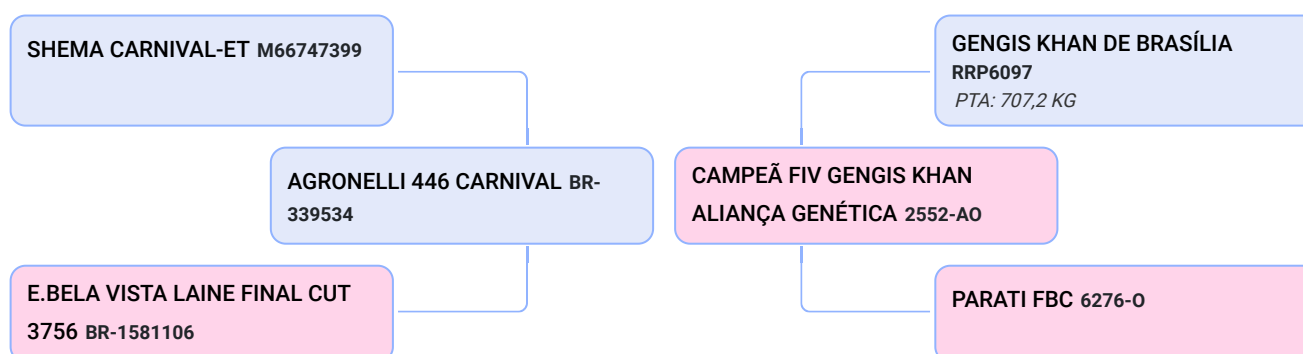 SHEMA CARNIVAL-ET M66747399
GENGIS KHAN DE BRASÍLIA
RRP6097
PTA: 707,2 KG
AGRONELLI 446 CARNIVAL BR-
339534
CAMPEÃ FIV GENGIS KHAN
ALIANÇA GENÉTICA 2552-AO
E.BELA VISTA LAINE FINAL CUT
3756 BR-1581106
PARATI FBC 6276-O